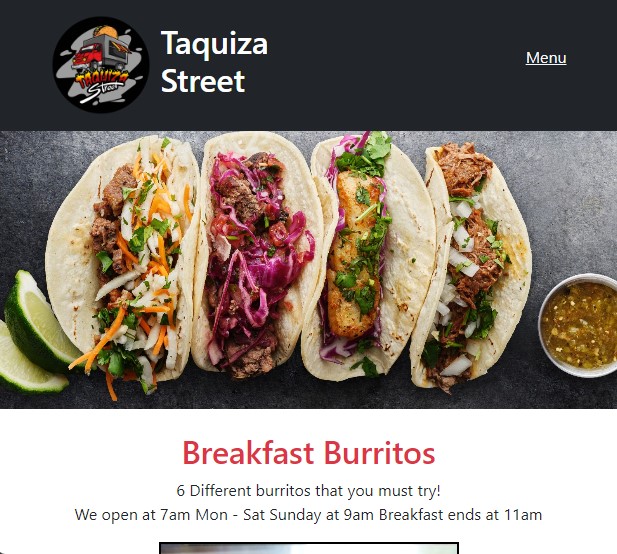 Taquiza
Street
TAQUIZA
Street
Menu
Breakfast Burritos
6 Different burritos that you must try!
We open at 7am Mon - Sat Sunday at 9am Breakfast ends at 11am